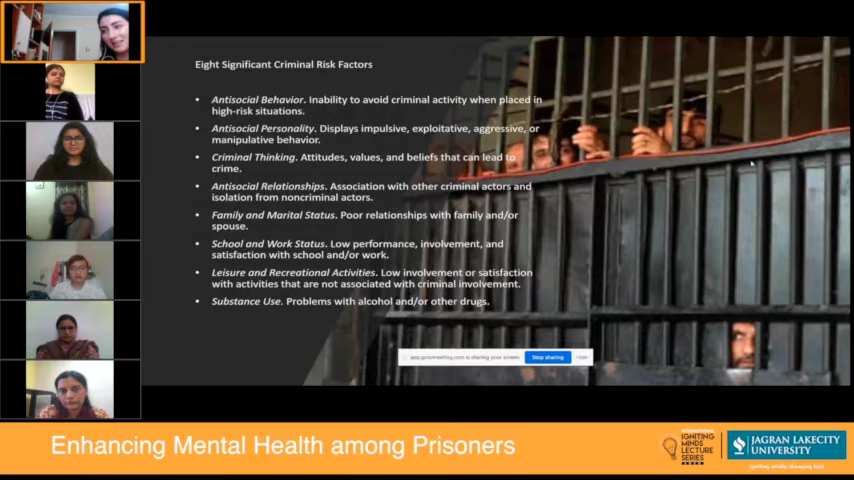 Eight Significant Criminal Risk Factors
• Antisocial Behavior. Inability to avoid criminal activity when placed in
high-risk situations.
• Antisocial Personality. Displays impulsive, exploitative, aggressive, or
manipulative behavior.
• Criminal Thinking. Attitudes, values, and beliefs that can lead to
crime.
• Antisocial Relationships. Association with other criminal actors and
isolation from noncriminal actors.
• Family and Marital Status. Poor relationships with family and/or
spouse.
• School and Work Status. Low performance, involvement, and
satisfaction with school and/or work.
• Leisure and Recreational Activities. Low involvement or satisfaction
with activities that are not associated with criminal involvement.
• Substance Use. Problems with alcohol and/or other drugs.
app.gotomeeting.com is sharing your screen.
Stop sharing
Hide
Enhancing Mental Health among Prisoners
INTERNATIONAL
IGNITING
MINDS
LECTURE
SERIES
JAGRAN LAKECITY
UNIVERSITY